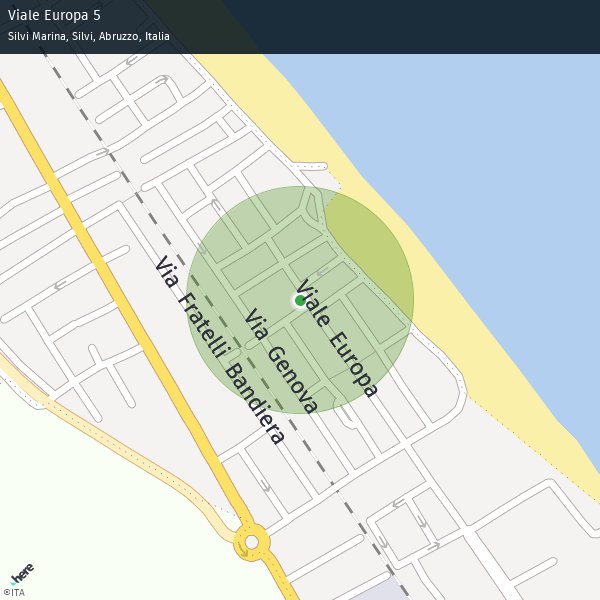 Viale Europa 5
Silvi Marina, Silvi, Abruzzo, Italia
Viale Europa
Via Genova
Via Fratelli Bandiera
here
©ITA